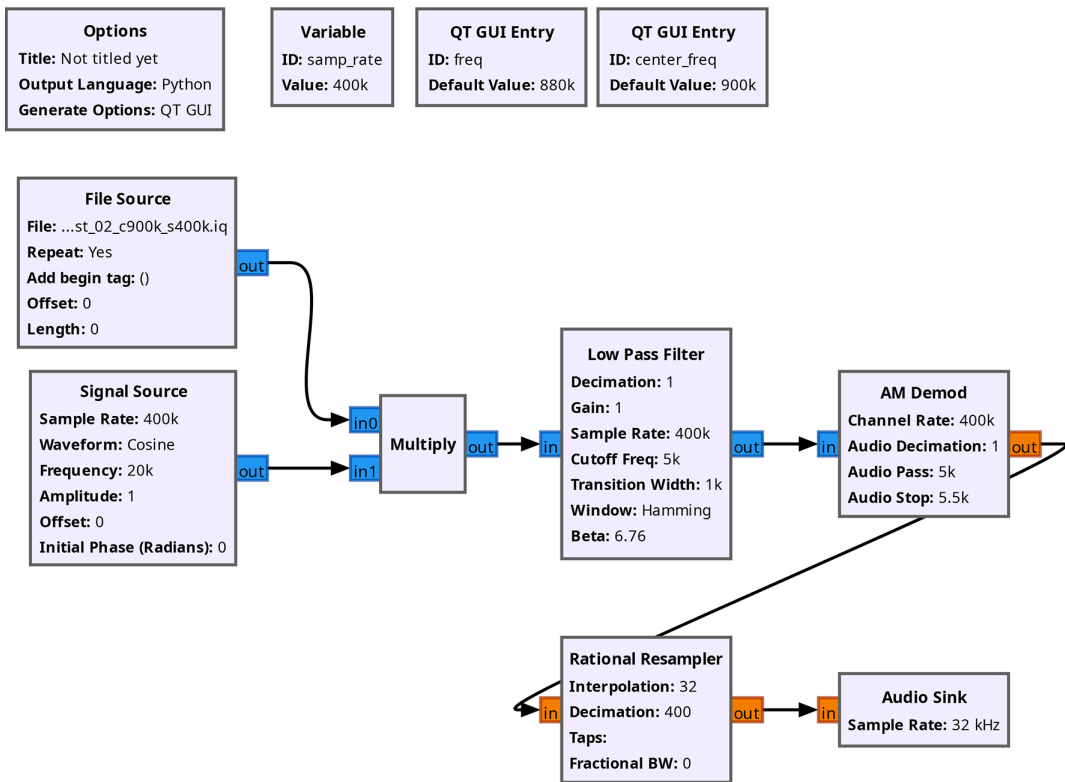 Options
Title: Not titled yet
Output Language: Python
Generate Options: QT GUI
Variable
ID: samp_rate
Value: 400k
QT GUI Entry
ID: freq
Default Value: 880k
QT GUI Entry
ID: center_freq
Default Value: 900k
File Source
File: ...st_02_c900k_s400k.iq
Repeat: Yes
Add begin tag: ()
Offset: 0
Length: 0
out
Signal Source
Sample Rate: 400k
Waveform: Cosine
Frequency: 20k
Amplitude: 1
Offset: 0
Initial Phase (Radians): 0
out
in0
in1
Multiply
out
in
Low Pass Filter
Decimation: 1
Gain: 1
Sample Rate: 400k
Cutoff Freq: 5k
Transition Width: 1k
Window: Hamming
Beta: 6.76
out
in
AM Demod
Channel Rate: 400k
Audio Decimation: 1
Audio Pass: 5k
Audio Stop: 5.5k
out
in
Rational Resampler
Interpolation: 32
Decimation: 400
Taps:
Fractional BW: 0
out
in
Audio Sink
Sample Rate: 32 kHz